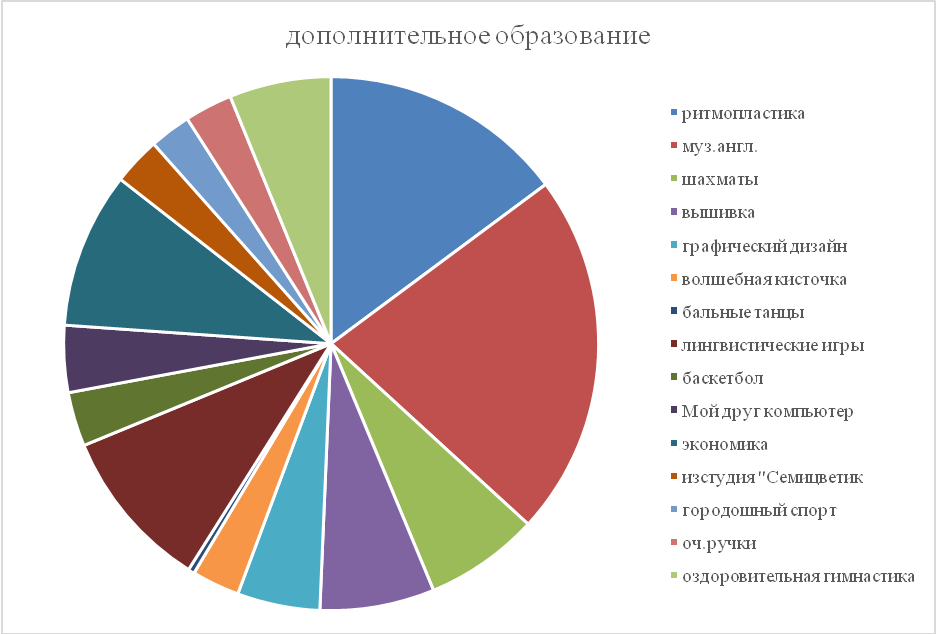 дополнительное образование
ритмопластика
муз.англ.
шахматы
вышивка
графический дизайн
волшебная кисточка
бальные танцы
лингвистические игры
баскетбол
Мой друг компьютер
экономика
изстудия "Семицветик
городошный спорт
оч.ручки
оздоровительная гимнастика